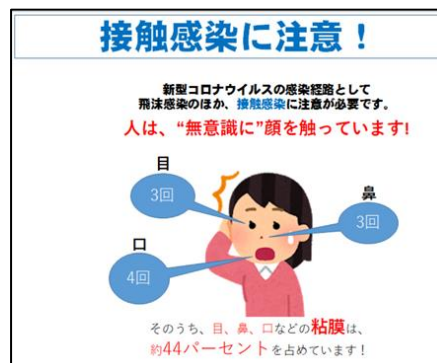 接触感染に注意！
新型コロナウイルスの感染経路として
飛沫感染のほか、接触感染に注意が必要です。
人は、“無意識に”顔を触っています!
目
3回
鼻
3回
口
4回
そのうち、目、鼻、口などの粘膜は、
約44パーセントを占めています！